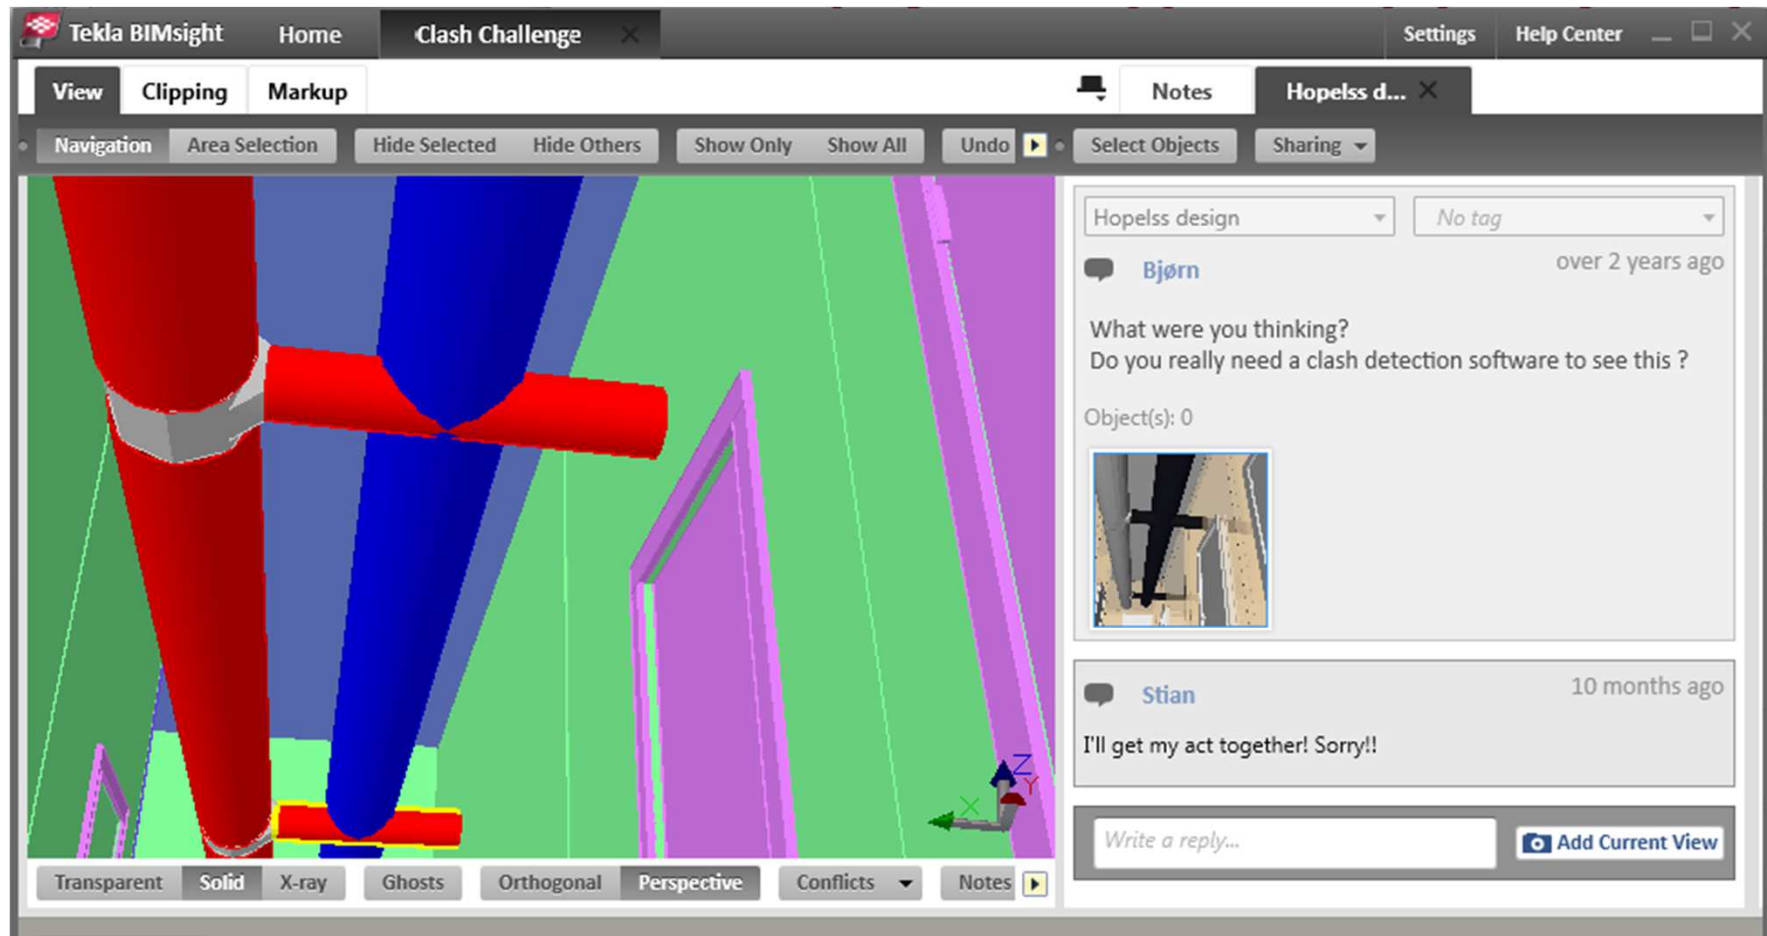 Tekla BIMsight Home Clash Challenge Settings Help Center
View Clipping Markup Notes Hopelss d...
Navigation Area Selection Hide Selected Hide Others Show Only Show All Undo Select Objects Sharing
Hopelss design No tag
Bjørn over 2 years ago
What were you thinking?
Do you really need a clash detection software to see this ?
Object(s): 0
Stian 10 months ago
I'll get my act together! Sorry!!
Z
Y
X
Write a reply... Add Current View
Transparent Solid X-ray Ghosts Orthogonal Perspective Conflicts Notes